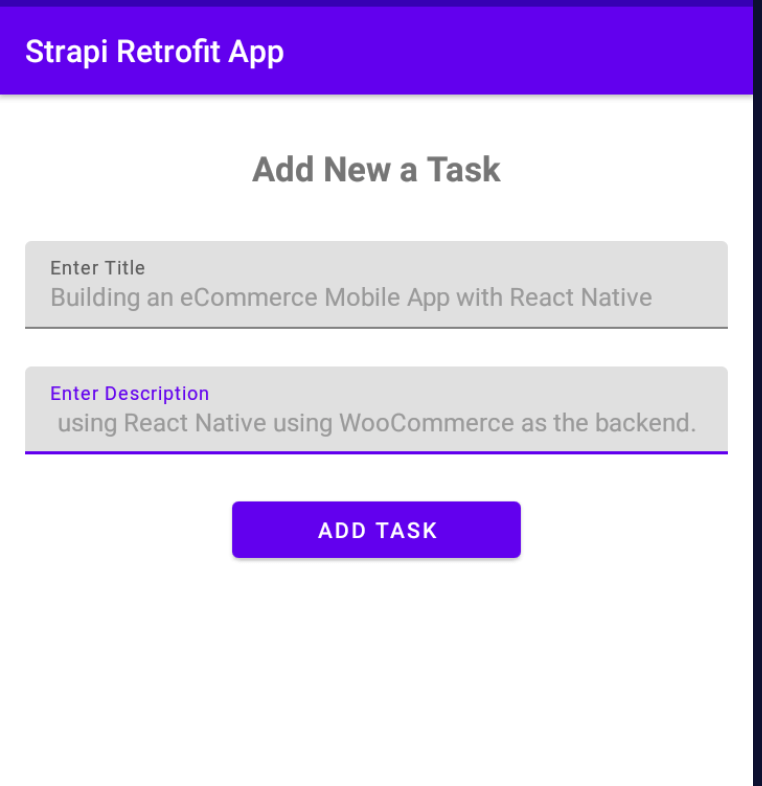 Strapi Retrofit App
Add New a Task
Enter Title
Building an eCommerce Mobile App with React Native
Enter Description
using React Native using WooCommerce as the backend.
ADD TASK